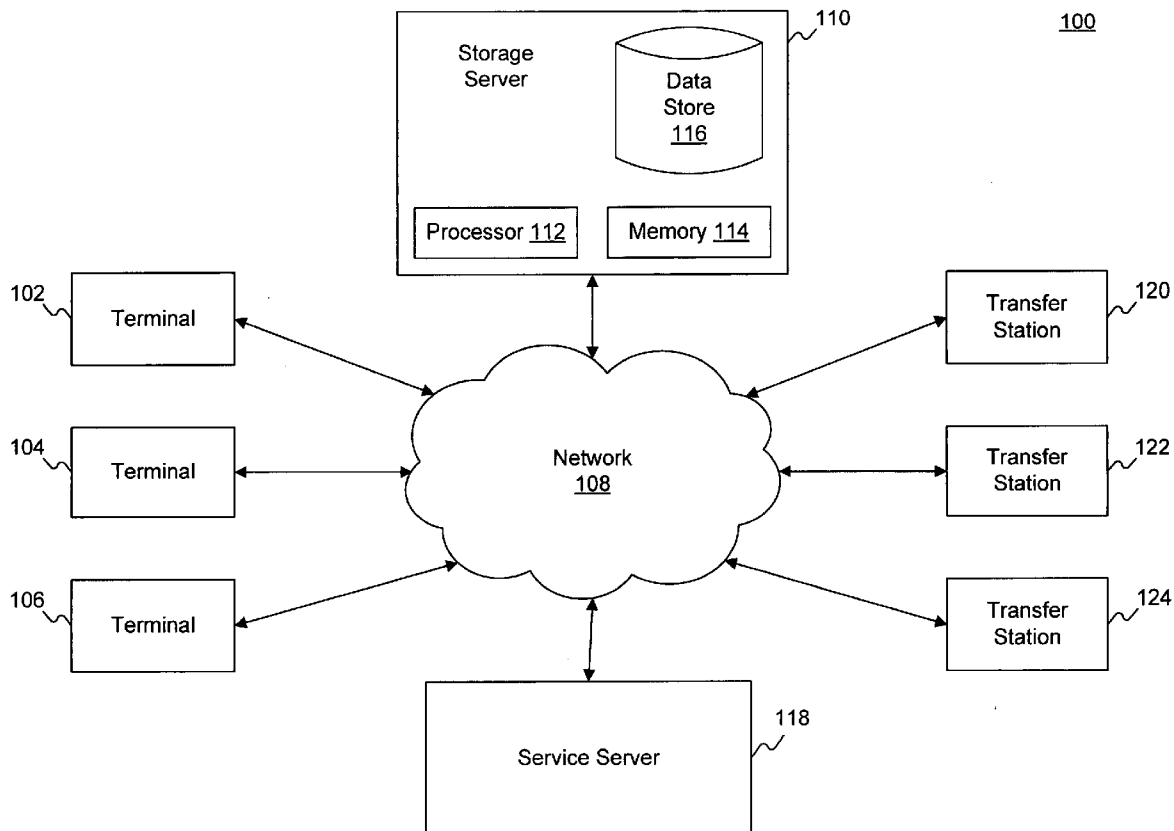 100
110
Storage
Server
Data
Store
116
Processor 112
Memory 114
102
Terminal
120
Transfer
Station
104
Terminal
Network
108
122
Transfer
Station
106
Terminal
124
Transfer
Station
118
Service Server